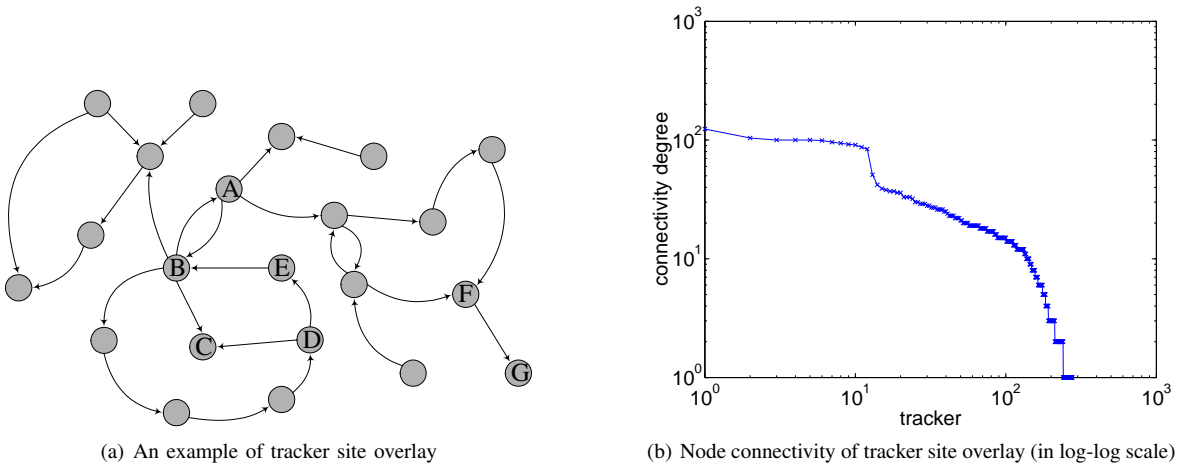 A
B
E
F
C
D
G
(a) An example of tracker site overlay
10^3
10^2
10^1
10^0
connectivity degree
10^0
10^1
10^2
10^3
tracker
(b) Node connectivity of tracker site overlay (in log-log scale)